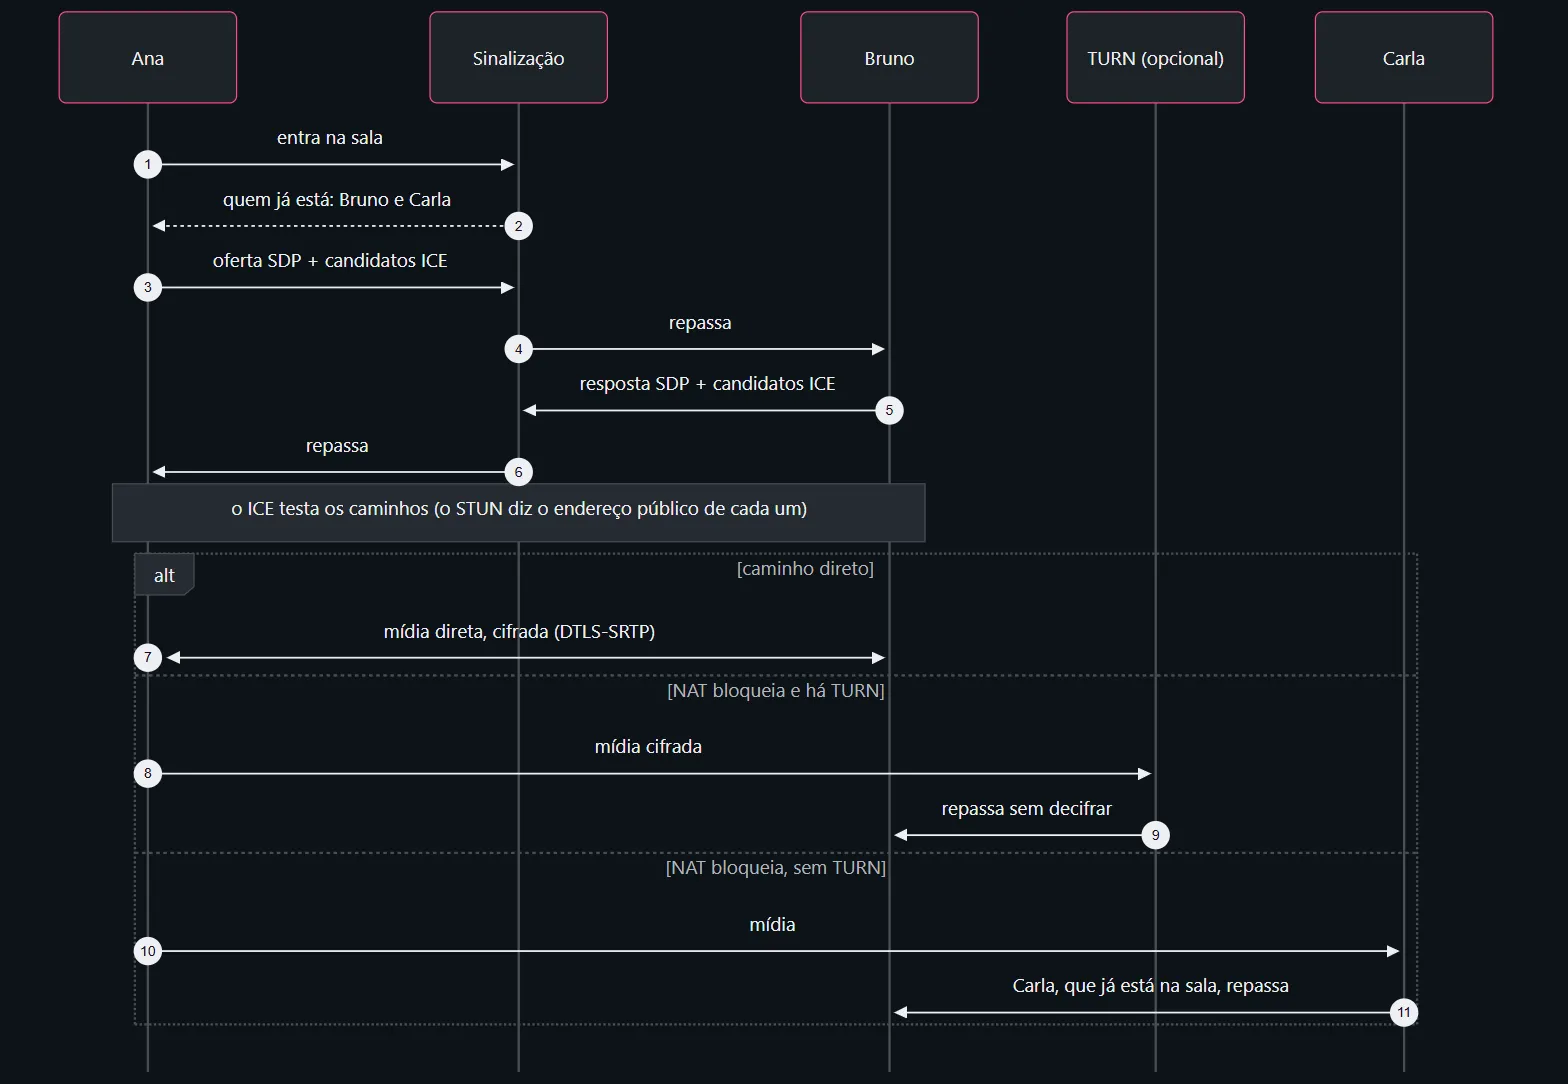 Ana
Sinalização
Bruno
TURN (opcional)
Carla
entra na sala
1
quem já está: Bruno e Carla
2
oferta SDP + candidatos ICE
3
repassa
4
resposta SDP + candidatos ICE
5
repassa
6
o ICE testa os caminhos (o STUN diz o endereço público de cada um)
alt
[caminho direto]
mídia direta, cifrada (DTLS-SRTP)
7
[NAT bloqueia e há TURN]
mídia cifrada
8
repassa sem decifrar
9
[NAT bloqueia, sem TURN]
mídia
10
Carla, que já está na sala, repassa
11